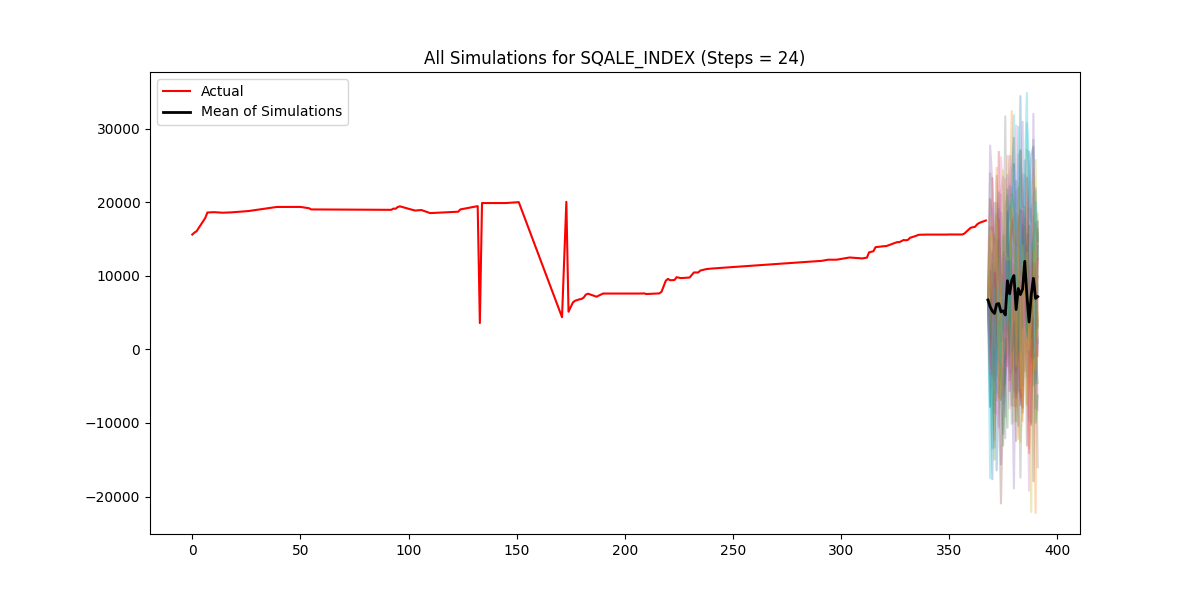 All Simulations for SQALE_INDEX (Steps = 24)
Actual
Mean of Simulations
30000
20000
10000
0
−10000
−20000
0 50 100 150 200 250 300 350 400